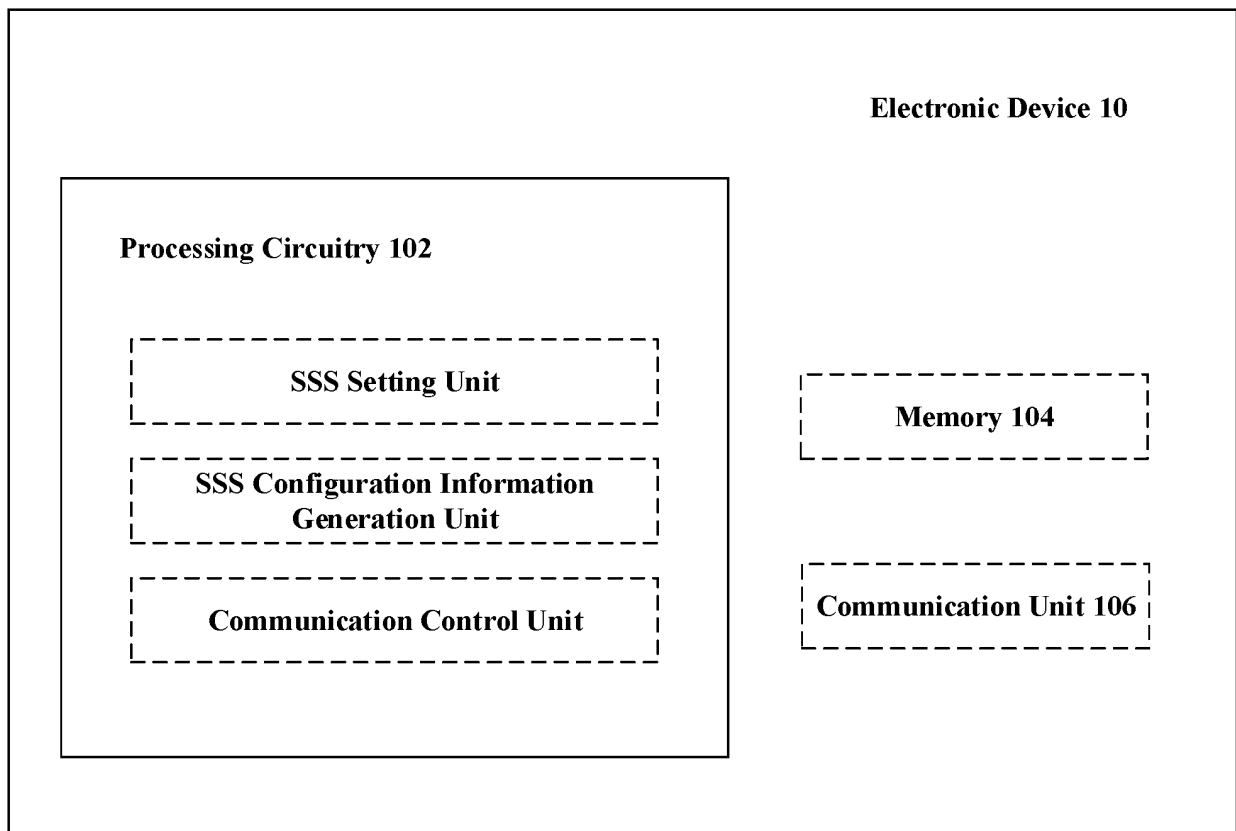 Electronic Device 10
Processing Circuitry 102
SSS Setting Unit
SSS Configuration Information
Generation Unit
Communication Control Unit
Memory 104
Communication Unit 106